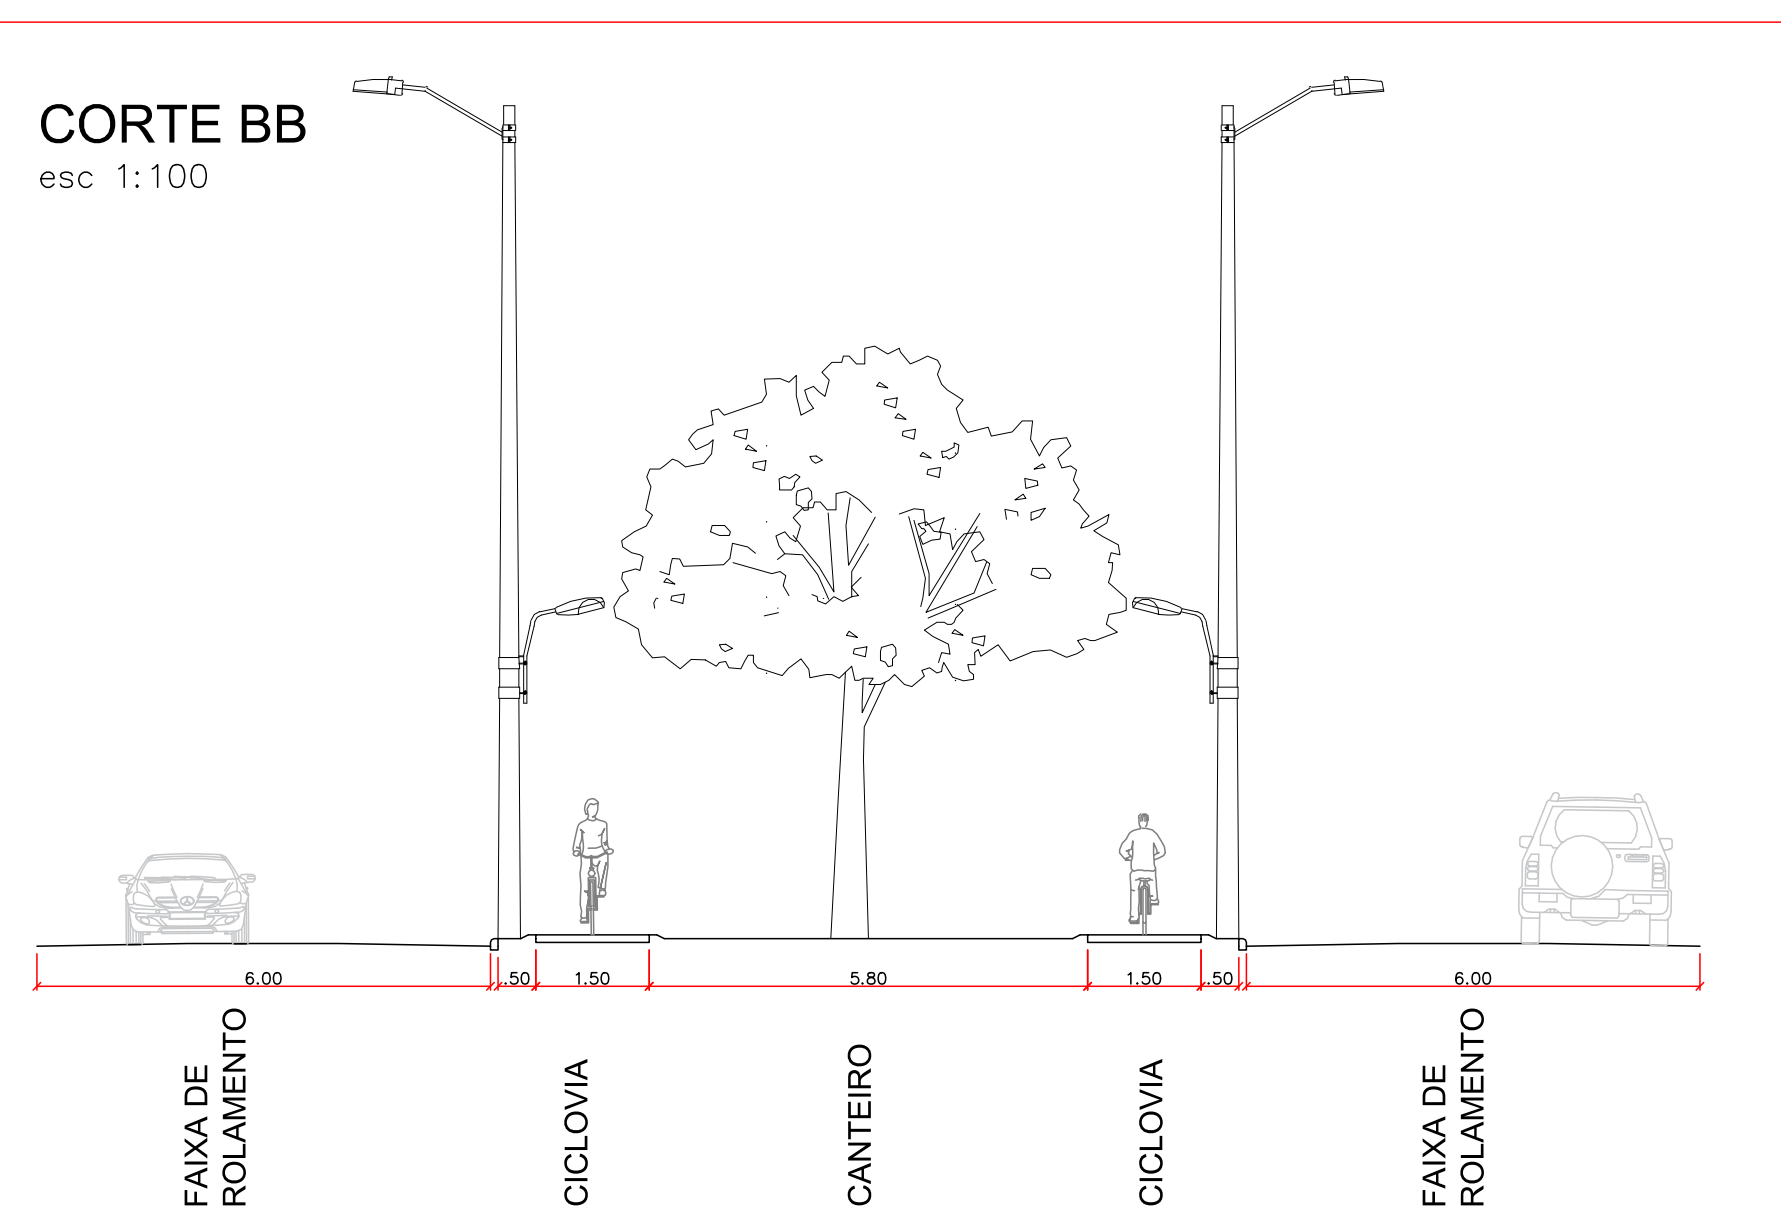 CORTE BB
esc 1:100
6.00
.50
1.50
5.80
1.50
.50
6.00
FAIXA DE
ROLAMENTO
CICLOVIA
CANTEIRO
CICLOVIA
FAIXA DE
ROLAMENTO